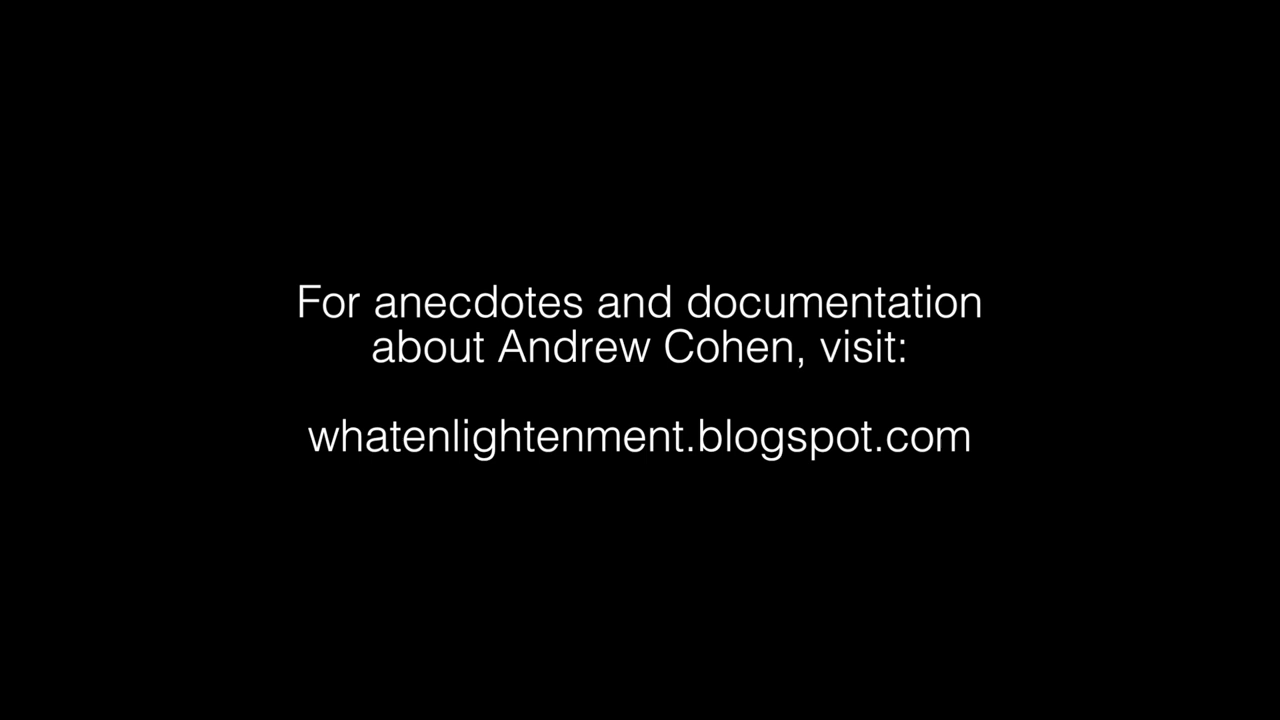 For anecdotes and documentation
about Andrew Cohen, visit:
whatenlightenment.blogspot.com